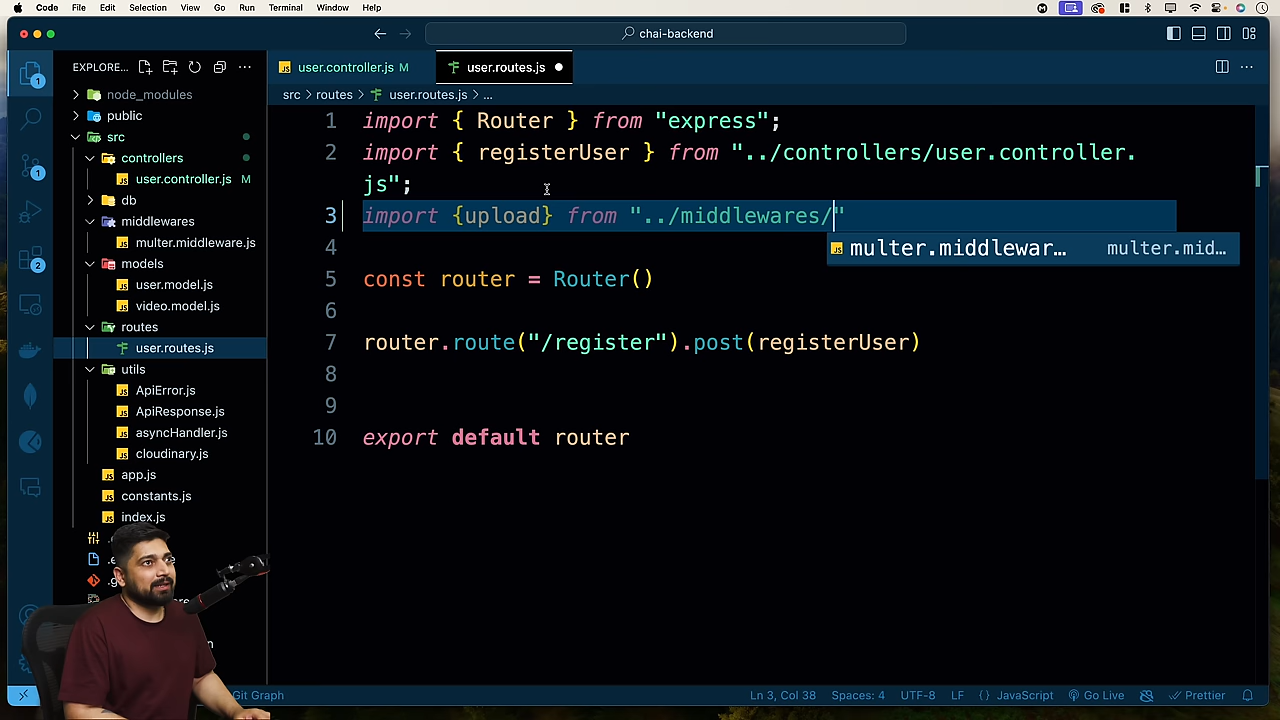 Code File Edit Selection View Go Run Terminal Window Help
chai-backend
EXPLORE...
user.controller.js M
user.routes.js
src > routes > user.routes.js > ...
node_modules
public
src
controllers
user.controller.js M
db
middlewares
multer.middleware.js
models
user.model.js
video.model.js
routes
user.routes.js
utils
ApiError.js
ApiResponse.js
asyncHandler.js
cloudinary.js
app.js
constants.js
index.js
1
2
2
1 import { Router } from "express";
2 import { registerUser } from "../controllers/user.controller.
js";
3 import {upload} from "../middlewares/"
multer.middlewar... multer.mid...
4
5 const router = Router()
6
7 router.route("/register").post(registerUser)
8
9
10 export default router
Git Graph
Ln 3, Col 38 Spaces: 4 UTF-8 LF {} JavaScript Go Live Prettier